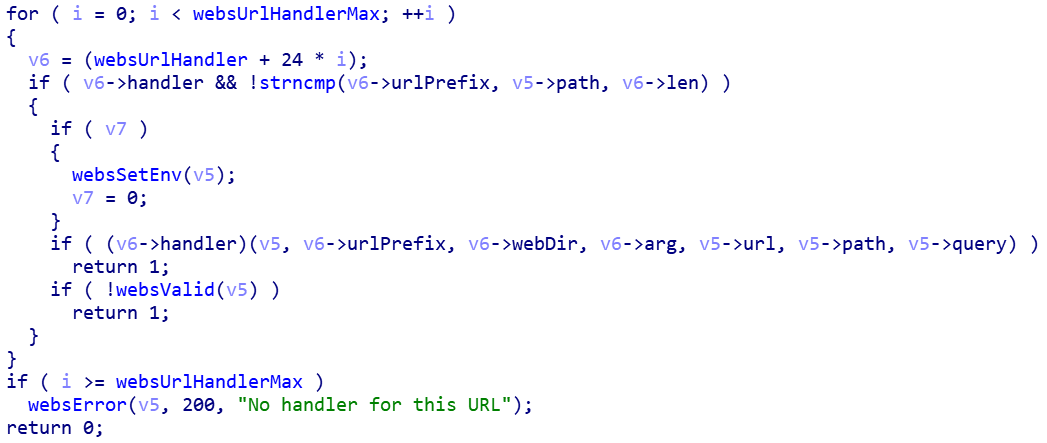 for ( i = 0; i < websUrlHandlerMax; ++i )
{
  v6 = (websUrlHandler + 24 * i);
  if ( v6->handler && !strncmp(v6->urlPrefix, v5->path, v6->len) )
  {
    if ( v7 )
    {
      websSetEnv(v5);
      v7 = 0;
    }
    if ( (v6->handler)(v5, v6->urlPrefix, v6->webDir, v6->arg, v5->url, v5->path, v5->query) )
      return 1;
    if ( !websValid(v5) )
      return 1;
  }
}
if ( i >= websUrlHandlerMax )
  websError(v5, 200, "No handler for this URL");
return 0;